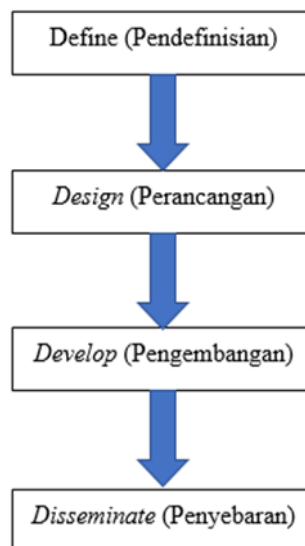 Define (Pendefinisian)
Design (Perancangan)
Develop (Pengembangan)
Disseminate (Penyebaran)